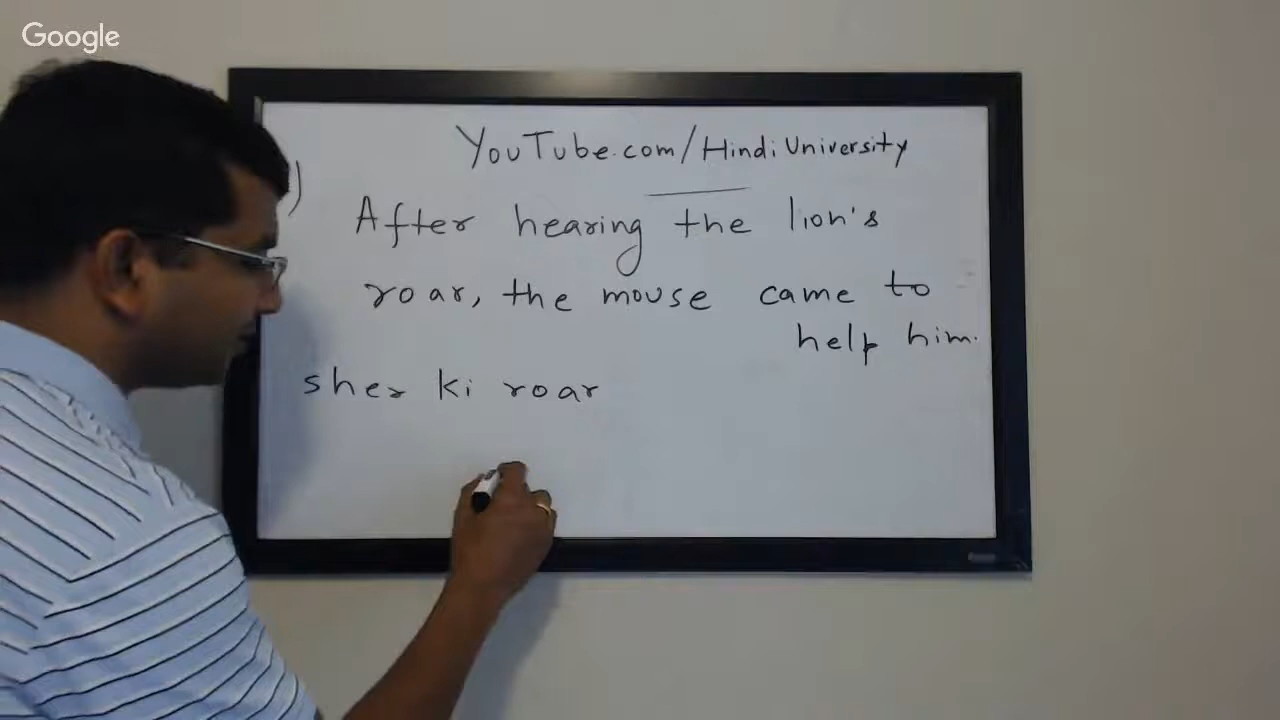 Google
YouTube.com/HindiUniversity
)
After hearing the lion's
roar, the mouse came to
help him.
sher ki roar